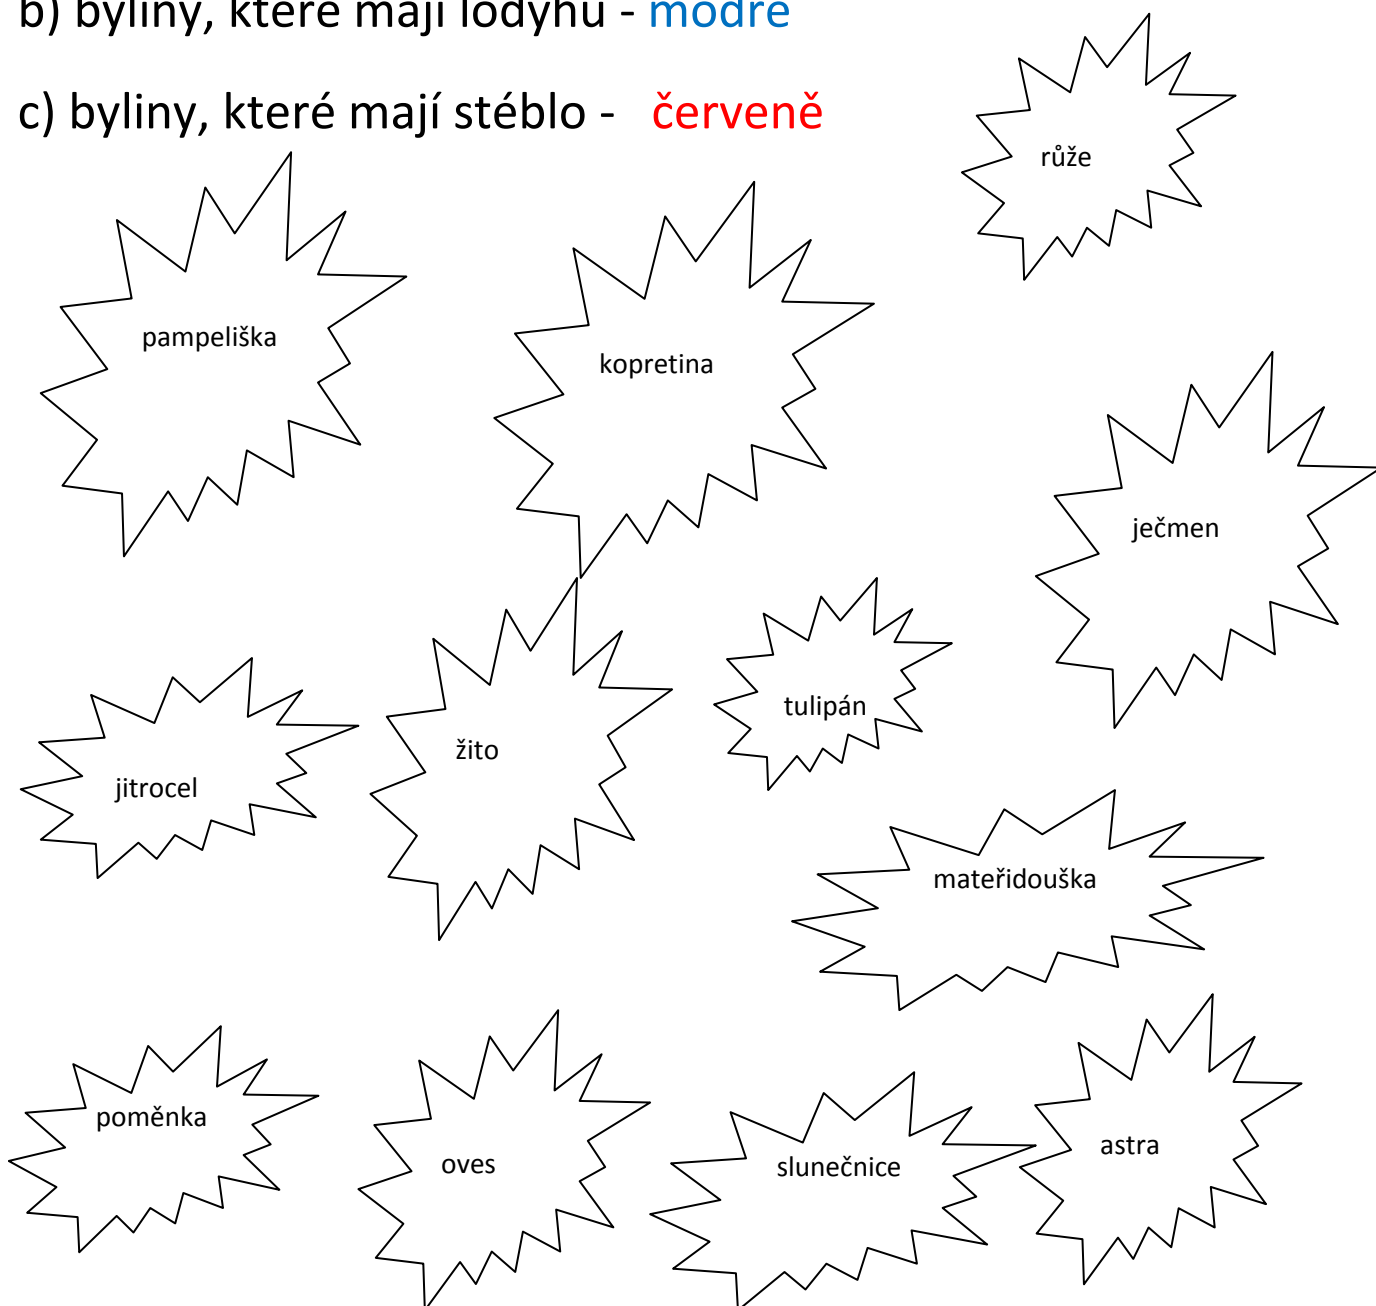 b) byliny, které mají lodyhu - modře
c) byliny, které mají stéblo - červeně
růže
pampeliška
kopretina
ječmen
tulipán
žito
jitrocel
mateřidouška
poměnka
astra
oves
slunečnice